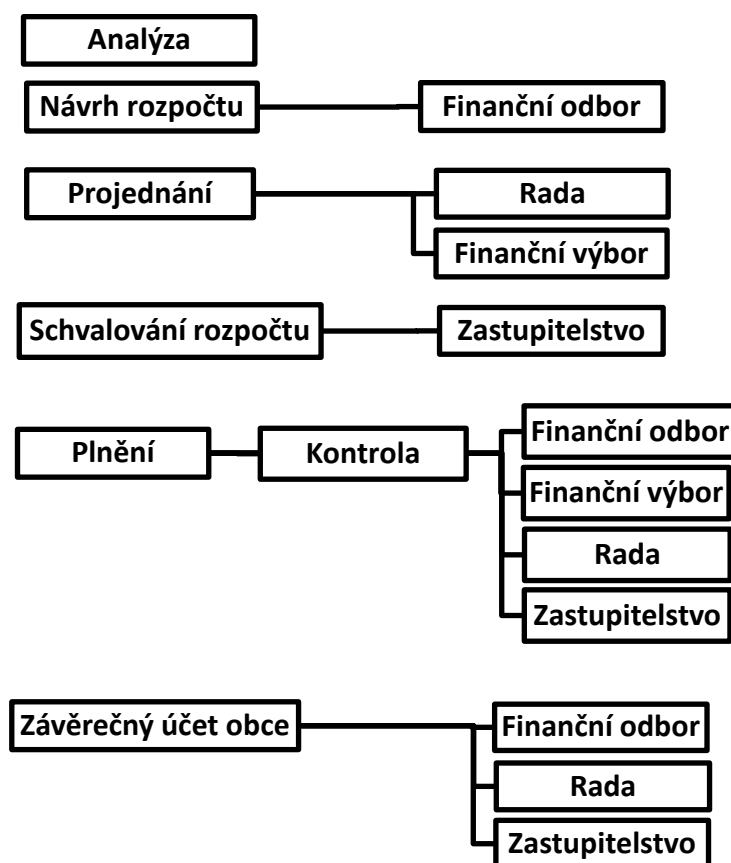 Analýza
Návrh rozpočtu
Finanční odbor
Projednání
Rada
Finanční výbor
Schvalování rozpočtu
Zastupitelstvo
Plnění
Kontrola
Finanční odbor
Finanční výbor
Rada
Zastupitelstvo
Závěrečný účet obce
Finanční odbor
Rada
Zastupitelstvo